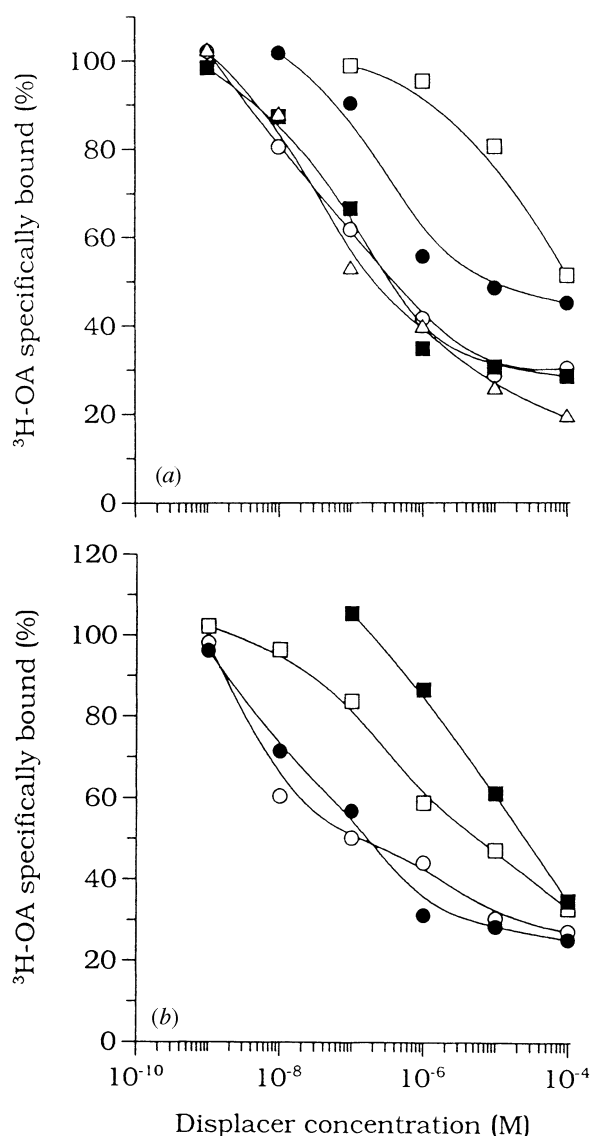 ³H-OA specifically bound (%)
100
80
60
40
20
0
(a)
³H-OA specifically bound (%)
120
100
80
60
40
20
0
(b)
10⁻¹⁰ 10⁻⁸ 10⁻⁶ 10⁻⁴
Displacer concentration (M)